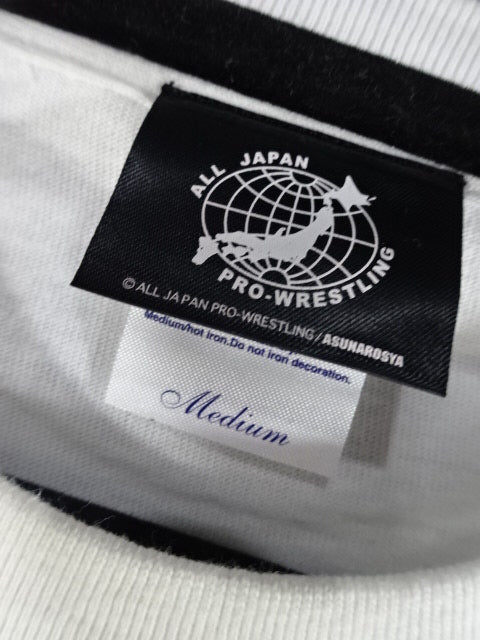 ALL JAPAN
PRO-WRESTLING
© ALL JAPAN PRO-WRESTLING / ASUNAROSYA
Medium/hot iron.Do not iron decoration.
Medium